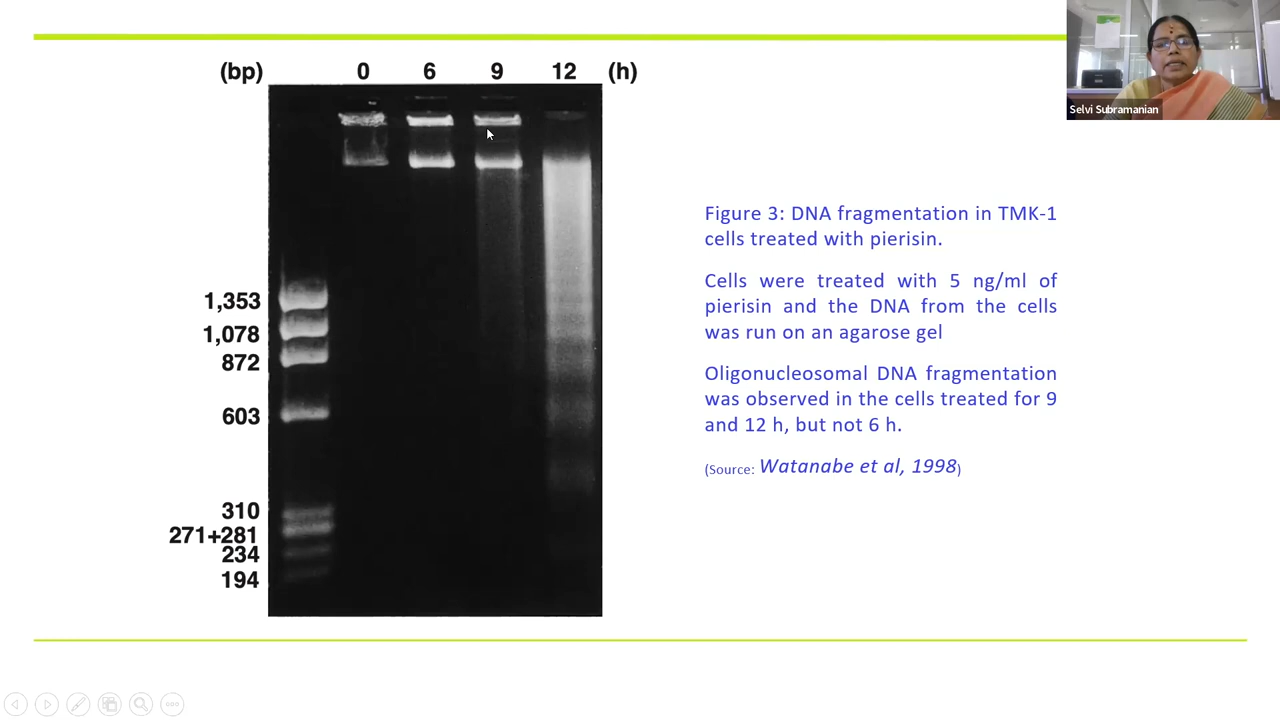 (bp) 0 6 9 12 (h)
1,353
1,078
872
603
310
271+281
234
194
Selvi Subramanian
Figure 3: DNA fragmentation in TMK-1
cells treated with pierisin.
Cells were treated with 5 ng/ml of
pierisin and the DNA from the cells
was run on an agarose gel
Oligonucleosomal DNA fragmentation
was observed in the cells treated for 9
and 12 h, but not 6 h.
(Source: Watanabe et al, 1998)